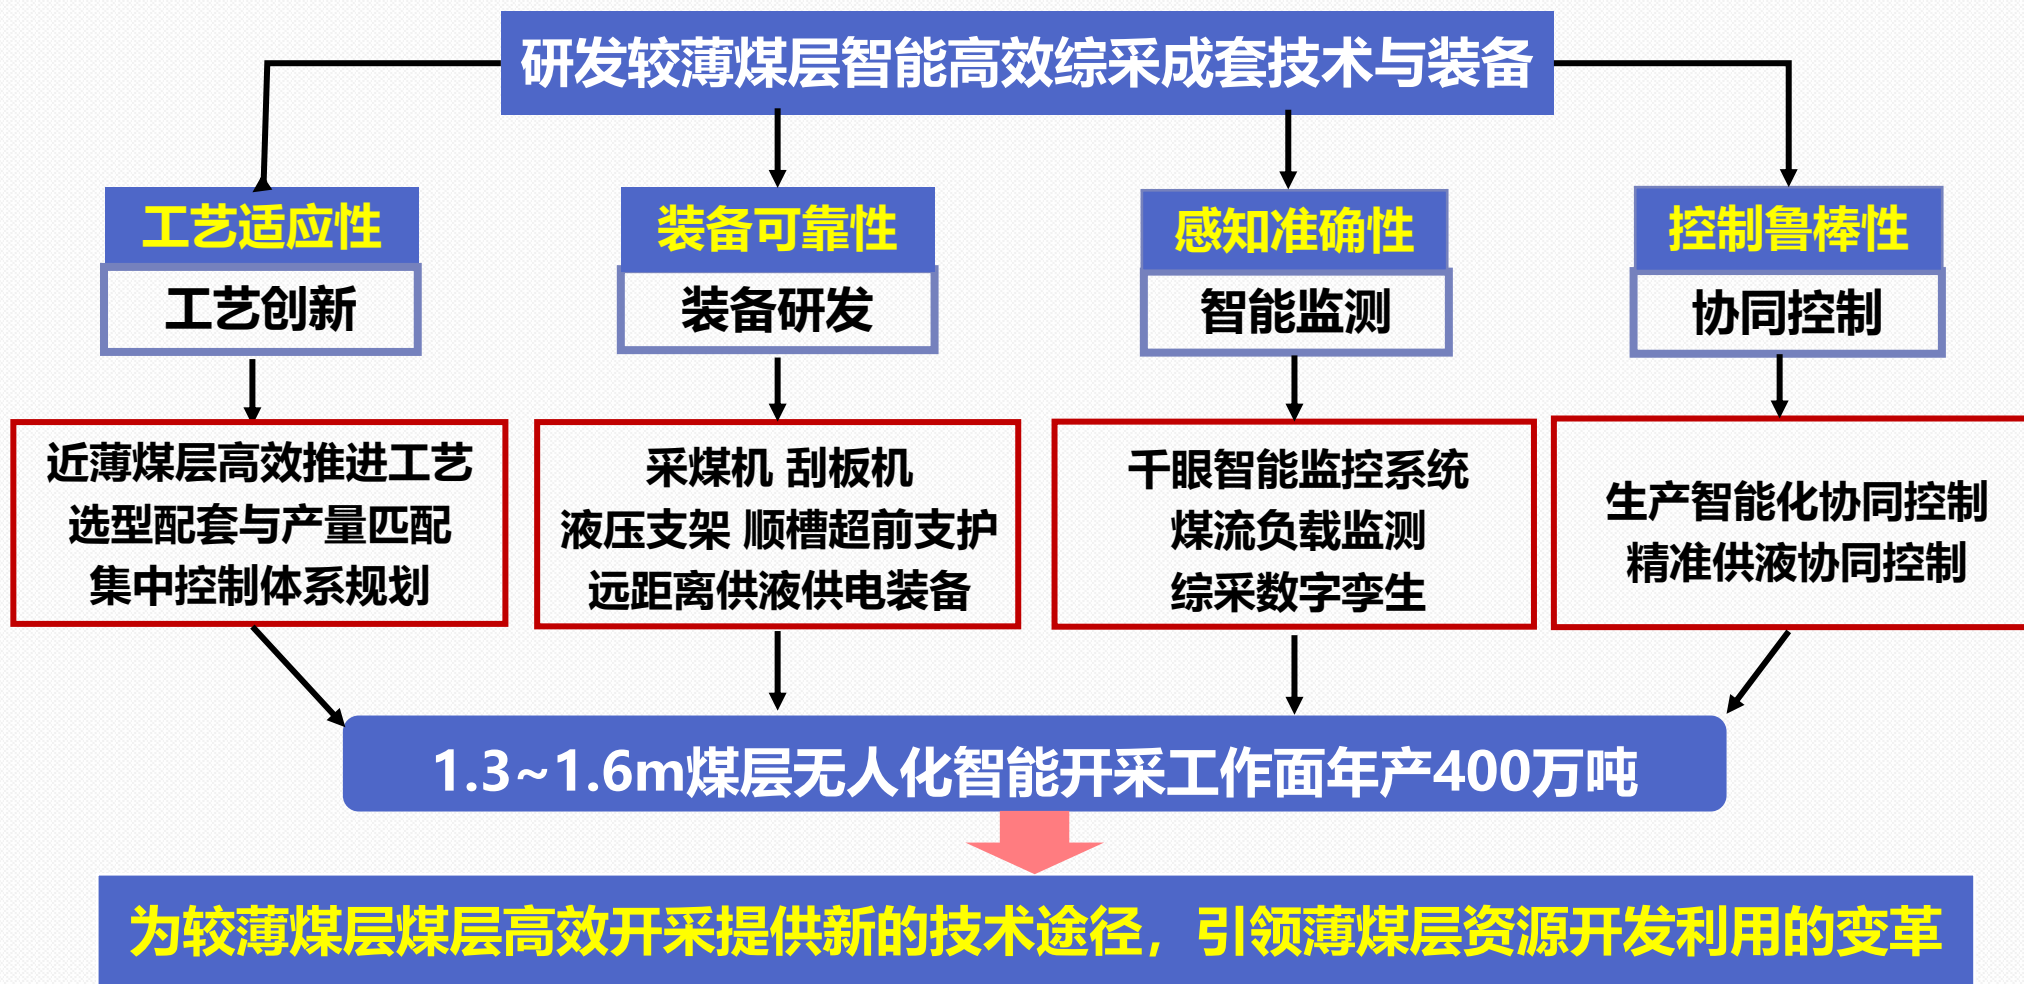 研发较薄煤层智能高效综采成套技术与装备
工艺适应性
工艺创新
近薄煤层高效推进工艺
选型配套与产量匹配
集中控制体系规划
装备可靠性
装备研发
采煤机 刮板机
液压支架 顺槽超前支护
远距离供液供电装备
感知准确性
智能监测
千眼智能监控系统
煤流负载监测
综采数字孪生
控制鲁棒性
协同控制
生产智能化协同控制
精准供液协同控制
1.3~1.6m煤层无人化智能开采工作面年产400万吨
为较薄煤层煤层高效开采提供新的技术途径，引领薄煤层资源开发利用的变革